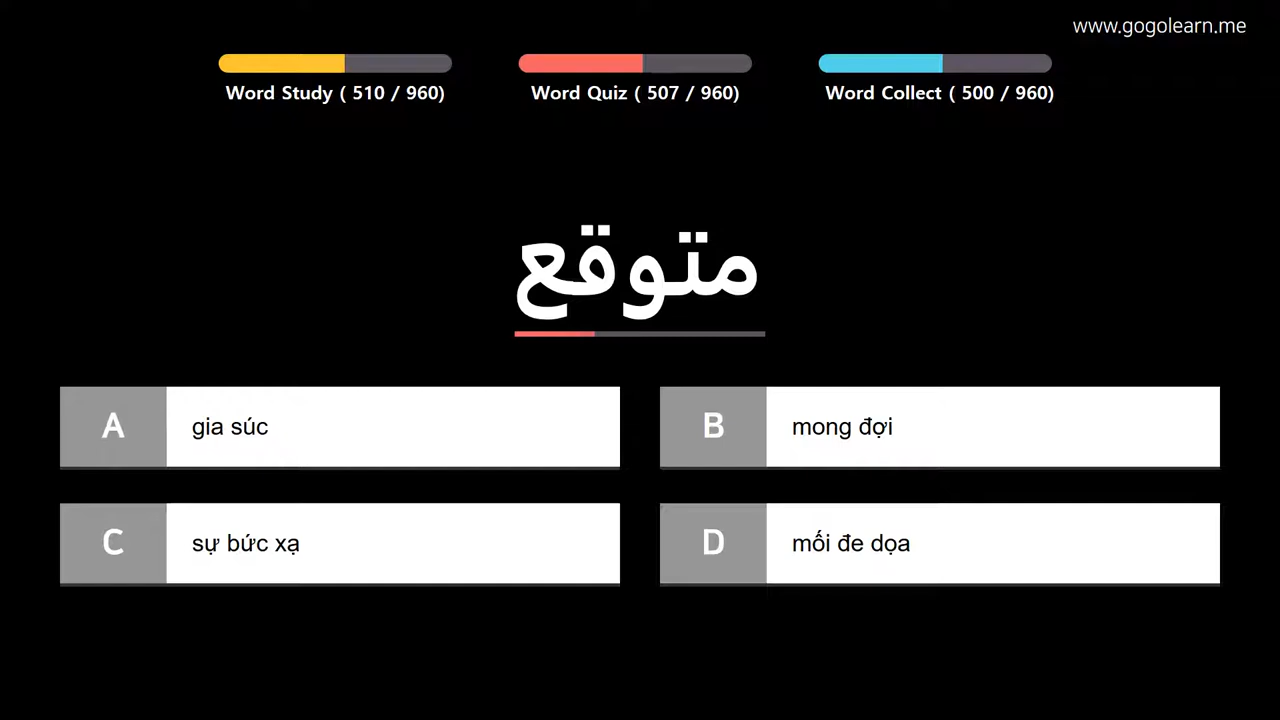 www.gogolearn.me
Word Study ( 510 / 960)
Word Quiz ( 507 / 960)
Word Collect ( 500 / 960)
متوقع
A gia súc
B mong đợi
C sự bức xạ
D mối đe dọa